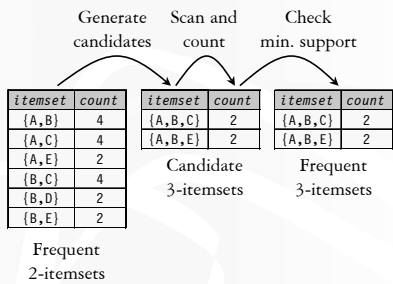 Generate candidates
Scan and count
Check min. support
itemset count
{A,B} 4
{A,C} 4
{A,E} 2
{B,C} 4
{B,D} 2
{B,E} 2
Frequent
2-itemsets
itemset count
{A,B,C} 2
{A,B,E} 2
Candidate
3-itemsets
itemset count
{A,B,C} 2
{A,B,E} 2
Frequent
3-itemsets